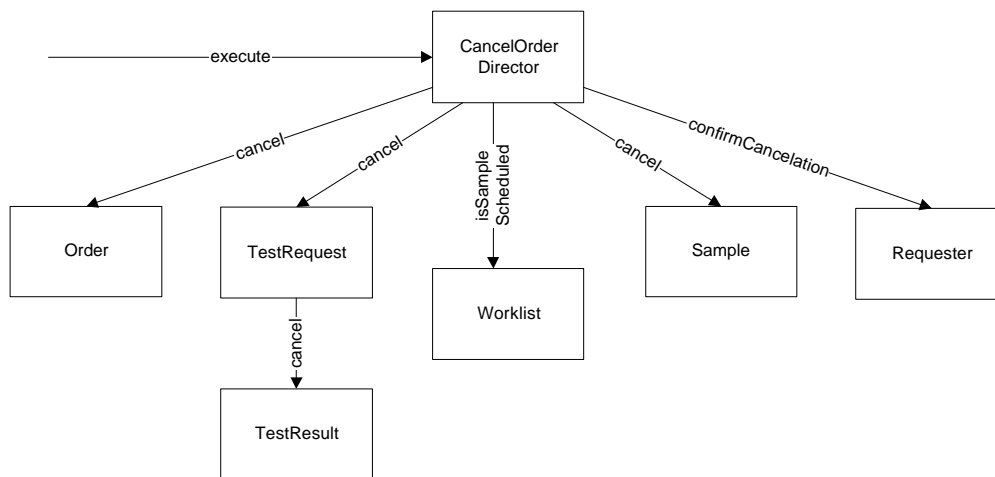 CancelOrder
Director
execute
cancel
cancel
isSample
Scheduled
cancel
confirmCancelation
Order
TestRequest
Worklist
Sample
Requester
cancel
TestResult